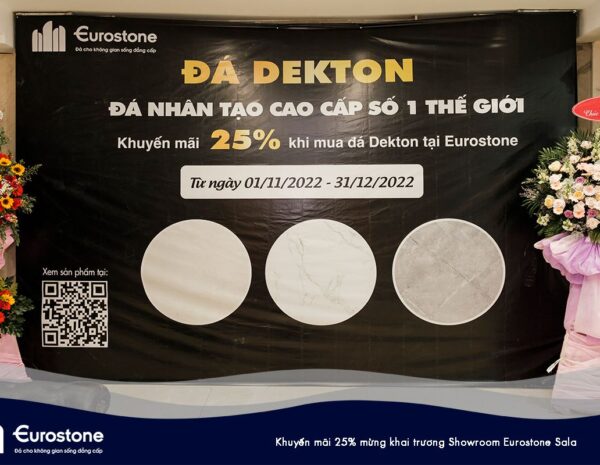 Eurostone
Đá cho không gian sống đẳng cấp
ĐÁ DEKTON
ĐÁ NHÂN TẠO CAO CẤP SỐ 1 THẾ GIỚI
Khuyến mãi 25% khi mua đá Dekton tại Eurostone
Từ ngày 01/11/2022 - 31/12/2022
Xem sản phẩm tại:
Chúc
Eurostone
Đá cho không gian sống đẳng cấp
Khuyến mãi 25% mừng khai trương Showroom Eurostone Sala